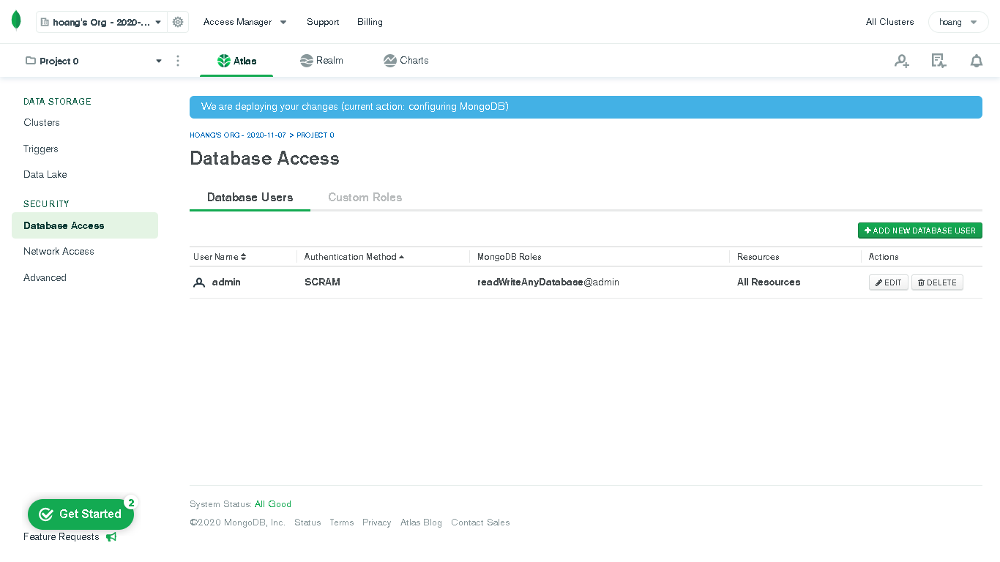 hoang's Org - 2020-...
Access Manager
Support
Billing
All Clusters
hoang
Project 0
Atlas
Realm
Charts
DATA STORAGE
Clusters
Triggers
Data Lake
SECURITY
Database Access
Network Access
Advanced
Get Started
2
Feature Requests
We are deploying your changes (current action: configuring MongoDB)
HOANG'S ORG - 2020-11-07 > PROJECT 0
Database Access
Database Users
Custom Roles
ADD NEW DATABASE USER
User Name Authentication Method MongoDB Roles Resources Actions
admin SCRAM readWriteAnyDatabase@admin All Resources EDIT DELETE
System Status: All Good
©2020 MongoDB, Inc. Status Terms Privacy Atlas Blog Contact Sales